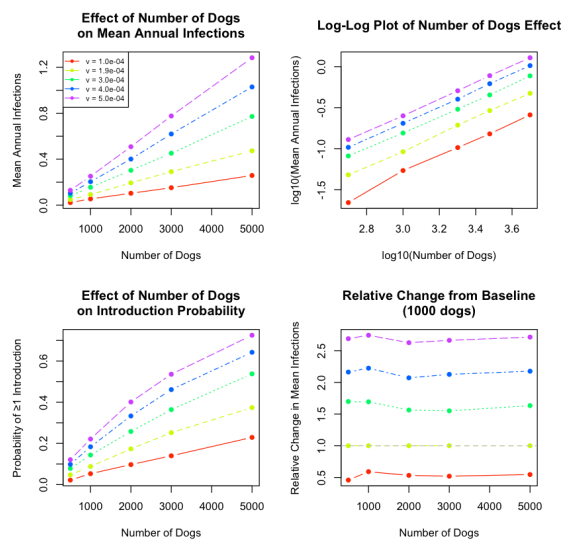 Effect of Number of Dogs
on Mean Annual Infections
Mean Annual Infections
0.0 0.4 0.8 1.2
v = 1.0e-04
v = 1.9e-04
v = 3.0e-04
v = 4.0e-04
v = 5.0e-04
1000 2000 3000 4000 5000
Number of Dogs
Log-Log Plot of Number of Dogs Effect
log10(Mean Annual Infections)
-1.5 -1.0 -0.5 0.0
2.8 3.0 3.2 3.4 3.6
log10(Number of Dogs)
Effect of Number of Dogs
on Introduction Probability
Probability of ≥1 Introduction
0.0 0.2 0.4 0.6
1000 2000 3000 4000 5000
Number of Dogs
Relative Change from Baseline
(1000 dogs)
Relative Change in Mean Infections
0.5 1.0 1.5 2.0 2.5
1000 2000 3000 4000 5000
Number of Dogs